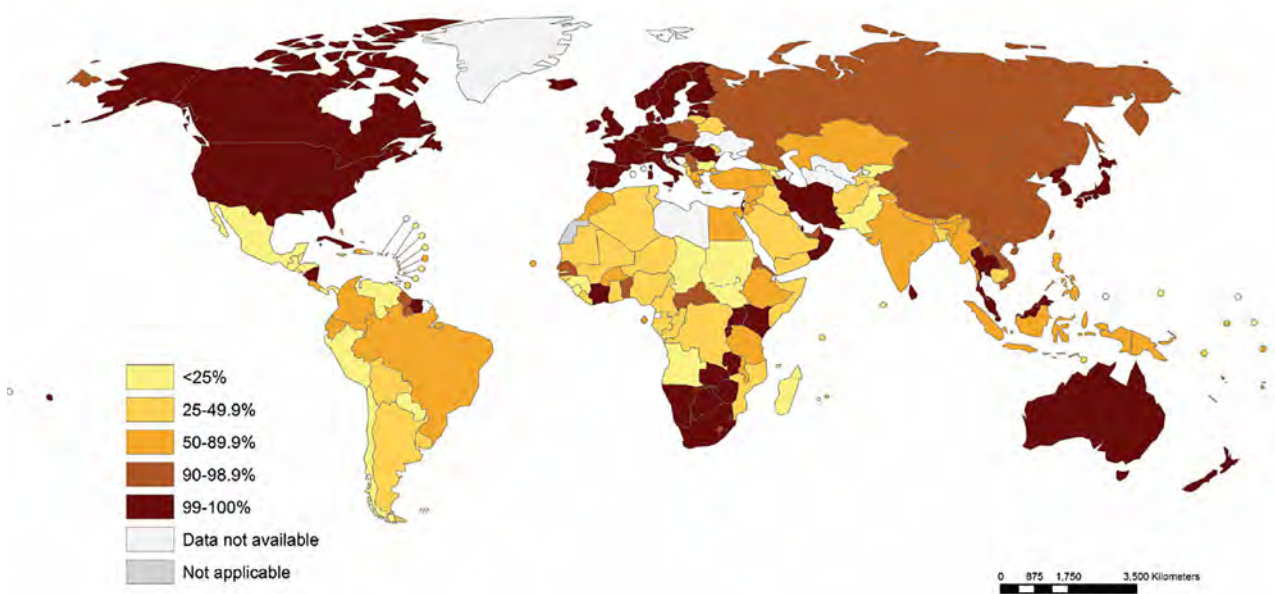 <25%
25-49.9%
50-89.9%
90-98.9%
99-100%
Data not available
Not applicable
0 875 1,750 3,500 Kilometers